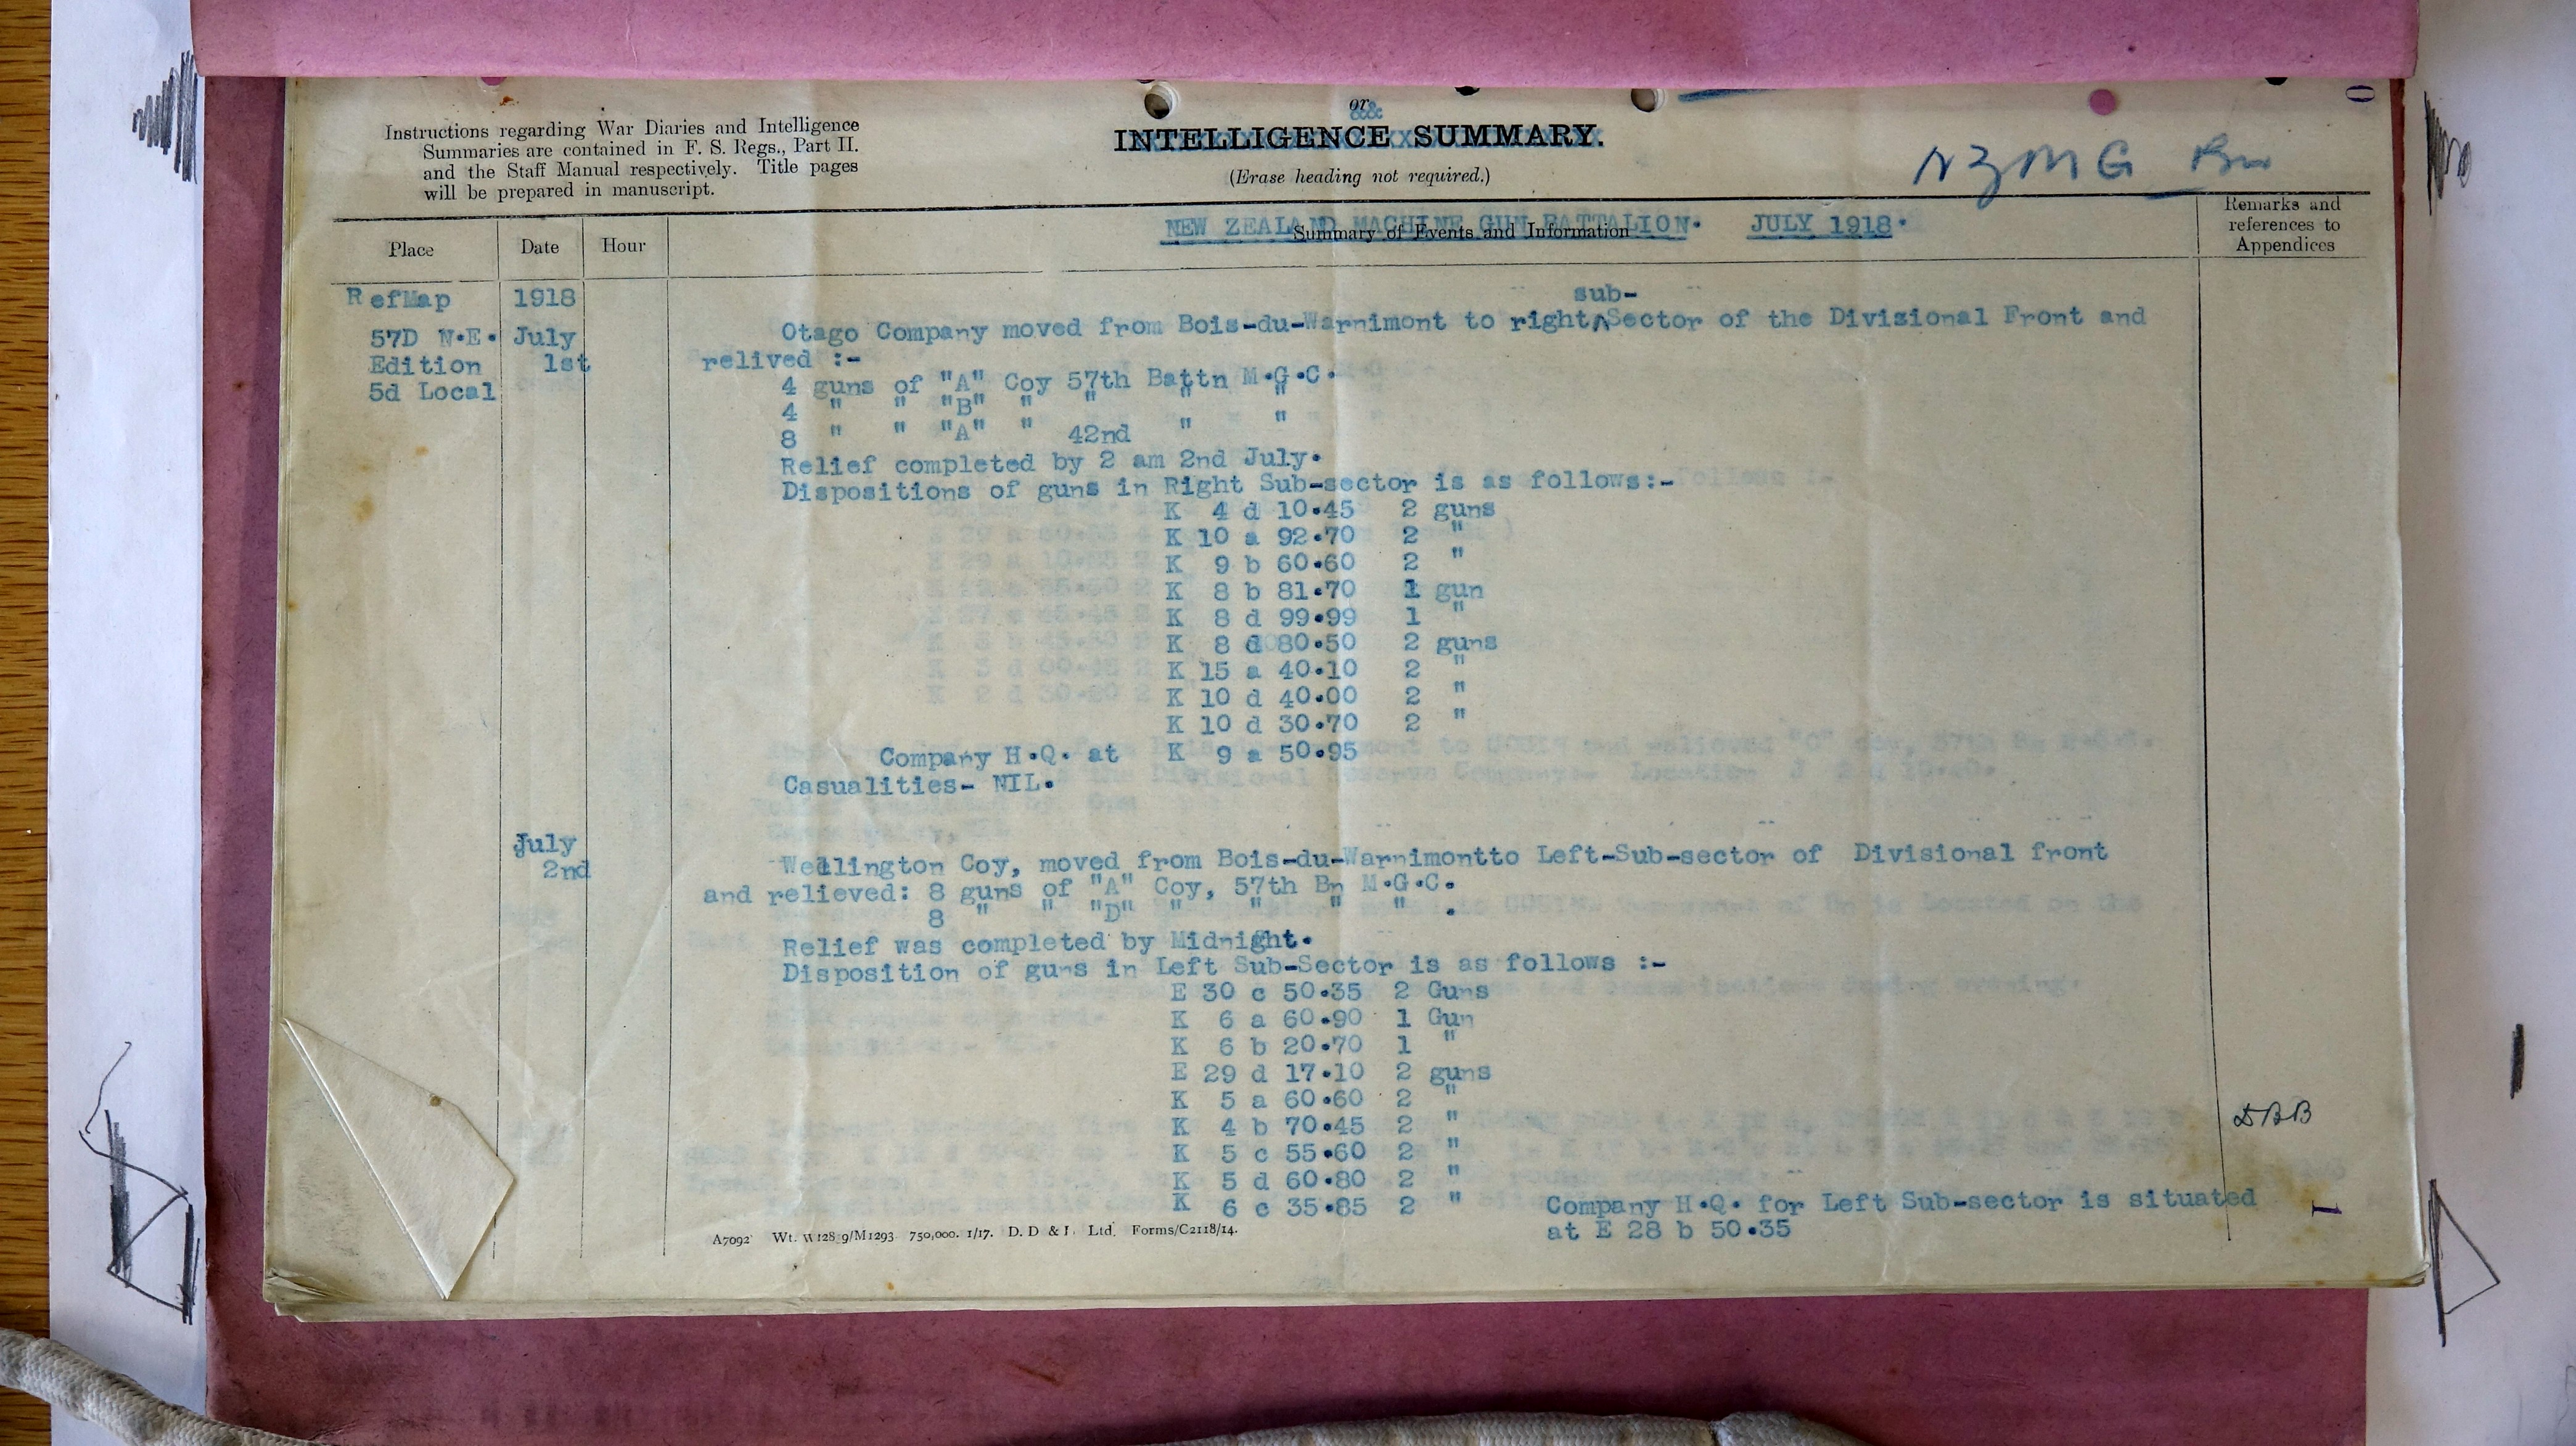 Instructions regarding War Diaries and Intelligence
Summaries are contained in F. S. Regs., Part II.
and the Staff Manual respectively. Title pages
will be prepared in manuscript.
or
INTELLIGENCE SUMMARY.
(Erase heading not required.)
NZMG Bn
NEW ZEALAND MACHINE GUN BATTALION. JULY 1918.
Place Date Hour Summary of Events and Information Remarks and
references to
Appendices
RefMap 1918
57D N.E. July
Edition 1st
5d Local
sub-
Otago Company moved from Bois-du-Warnimont to right^Sector of the Divisional Front and
relived :-
4 guns of "A" Coy 57th Battn M.G.C.
4 " " "B" " " " "
8 " " "A" " 42nd " "
Relief completed by 2 am 2nd July.
Dispositions of guns in Right Sub-sector is as follows:-
K 4 d 10.45 2 guns
K 10 a 92.70 2 "
K 9 b 60.60 2 "
K 8 b 81.70 1 gun
K 8 d 99.99 1 "
K 8 d 80.50 2 guns
K 15 a 40.10 2 "
K 10 d 40.00 2 "
K 10 d 30.70 2 "
Company H.Q. at K 9 a 50.95
Casualities- NIL.
July
2nd
Wellington Coy, moved from Bois-du-Warnimontto Left-Sub-sector of Divisional front
and relieved: 8 guns of "A" Coy, 57th Bn M.G.C.
8 " " "D" " " " " .
Relief was completed by Midnight.
Disposition of guns in Left Sub-Sector is as follows :-
E 30 c 50.35 2 Guns
K 6 a 60.90 1 Gun
K 6 b 20.70 1 "
E 29 d 17.10 2 guns
K 5 a 60.60 2 "
K 4 b 70.45 2 "
K 5 c 55.60 2 "
K 5 d 60.80 2 "
K 6 c 35.85 2 " Company H.Q. for Left Sub-sector is situated
at E 28 b 50.35
DBB
1
A7092 Wt. W128 9/M1293 750,000. 1/17. D. D & L Ltd. Forms/C2118/14.